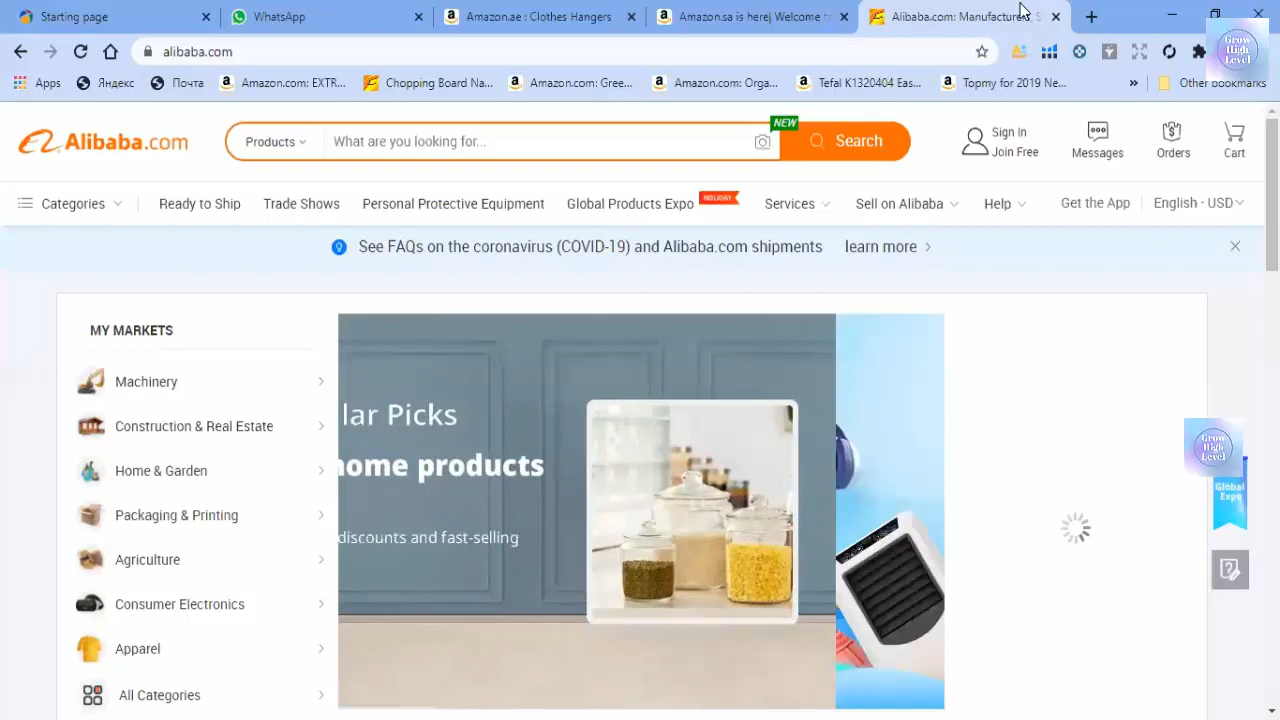 Starting page
WhatsApp
Amazon.ae : Clothes Hangers
Amazon.sa is here| Welcome t
Alibaba.com: Manufacturers, S
alibaba.com
Apps
Яндекс
Почта
Amazon.com: EXTR...
Chopping Board Na...
Amazon.com: Gree...
Amazon.com: Orga...
Tefal K1320404 Eas...
Topmy for 2019 Ne...
Other bookmarks
Grow
High
Level
Alibaba.com
Products
What are you looking for...
NEW
Search
Sign In
Join Free
Messages
Orders
Cart
Categories
Ready to Ship
Trade Shows
Personal Protective Equipment
Global Products Expo
Services
Sell on Alibaba
Help
Get the App
English - USD
See FAQs on the coronavirus (COVID-19) and Alibaba.com shipments
learn more
MY MARKETS
Machinery
Construction & Real Estate
Home & Garden
Packaging & Printing
Agriculture
Consumer Electronics
Apparel
All Categories
lar Picks
home products
discounts and fast-selling
Grow
High
Level
Global
Expo